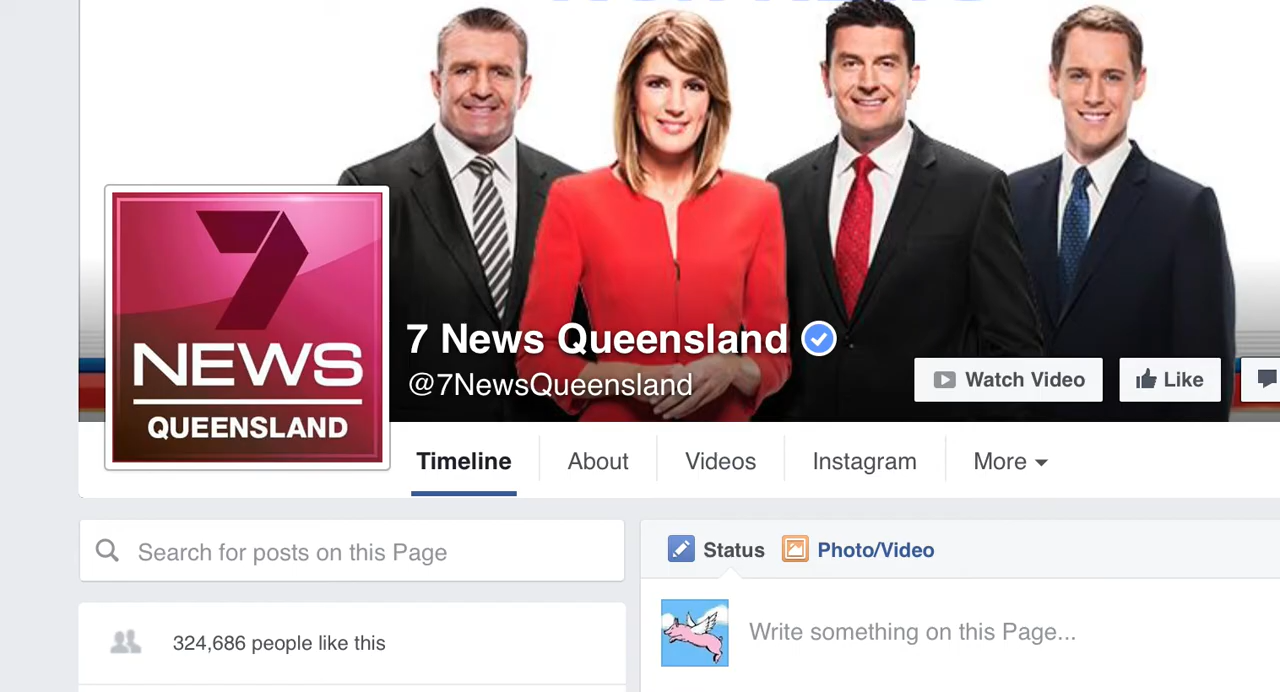 7
NEWS
QUEENSLAND
7 News Queensland
@7NewsQueensland
Watch Video
Like
Timeline
About
Videos
Instagram
More
Search for posts on this Page
Status
Photo/Video
324,686 people like this
Write something on this Page...